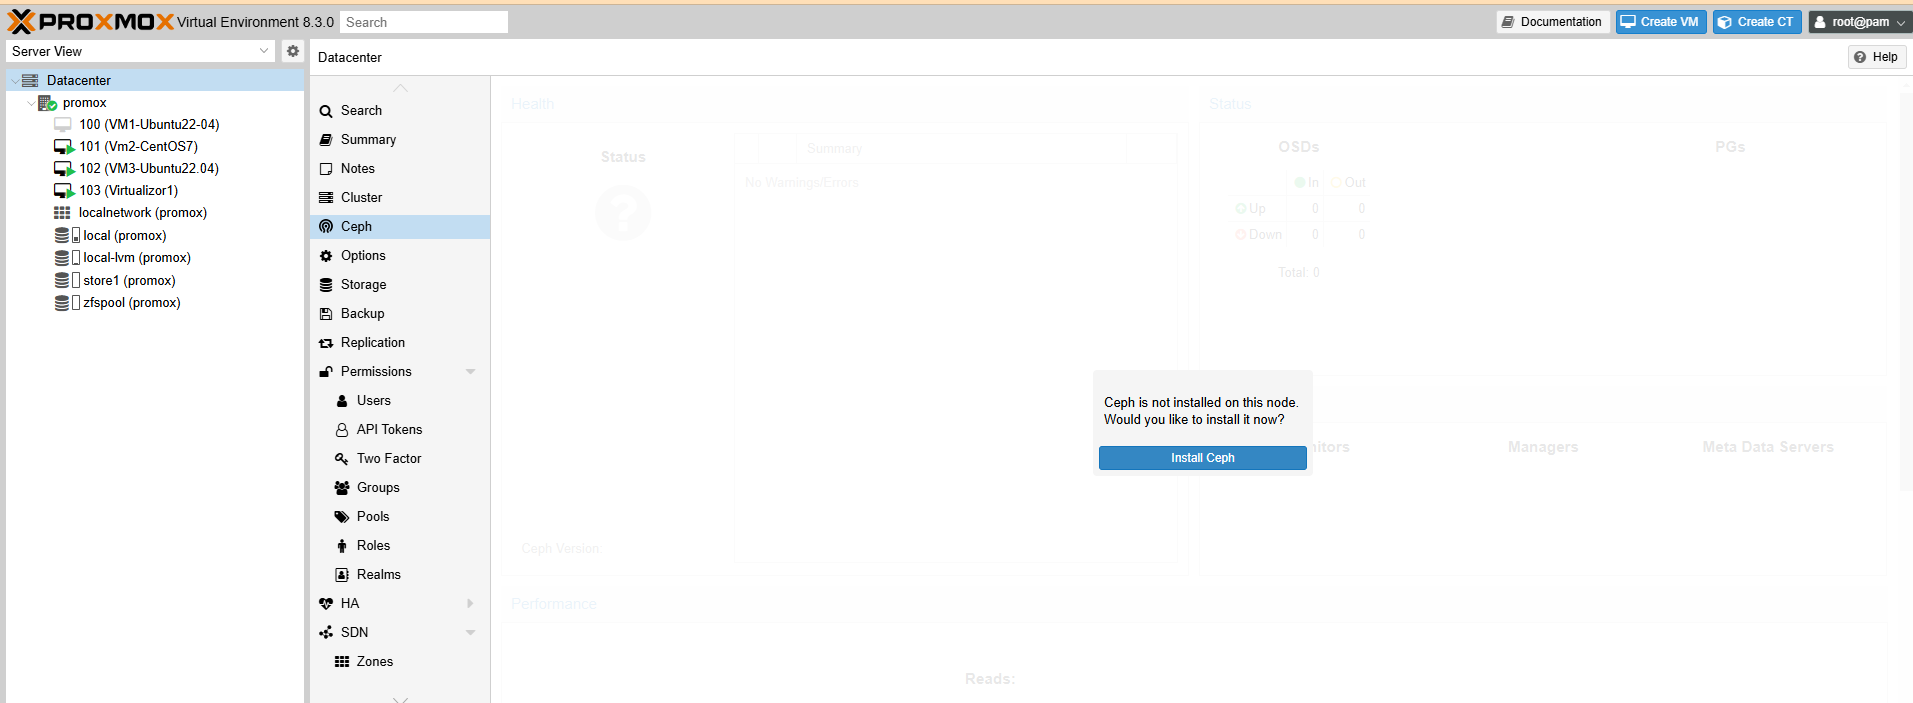 PROXMOX Virtual Environment 8.3.0 Search Documentation Create VM Create CT root@pam
Server View
Datacenter
promox
100 (VM1-Ubuntu22-04)
101 (Vm2-CentOS7)
102 (VM3-Ubuntu22.04)
103 (Virtualizor1)
localnetwork (promox)
local (promox)
local-lvm (promox)
store1 (promox)
zfspool (promox)
Datacenter Help
Search
Summary
Notes
Cluster
Ceph
Options
Storage
Backup
Replication
Permissions
Users
API Tokens
Two Factor
Groups
Pools
Roles
Realms
HA
SDN
Zones
Health
Status
Summary
No Warnings/Errors
Ceph Version:
Status
OSDs PGs
In Out
Up 0 0
Down 0 0
Total: 0
Ceph is not installed on this node.
Would you like to install it now?
Install Ceph
nitors Managers Meta Data Servers
Performance
Reads: